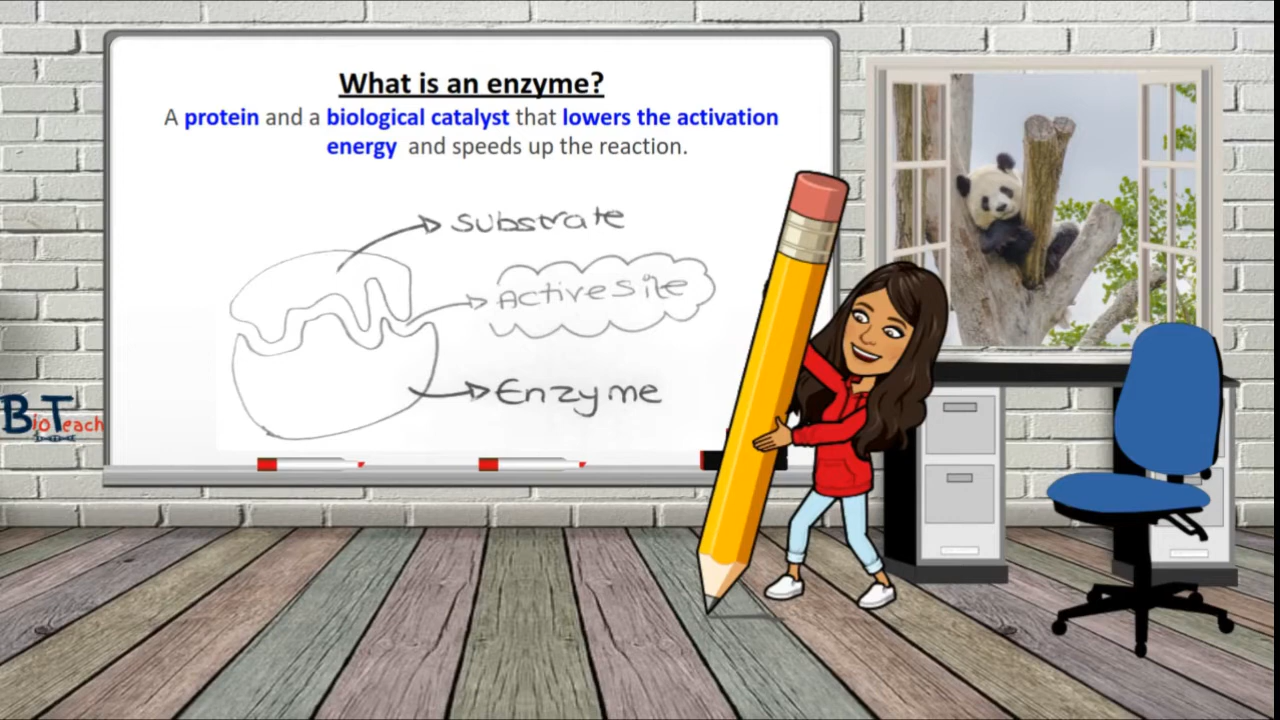 What is an enzyme?
A protein and a biological catalyst that lowers the activation
energy and speeds up the reaction.
Substrate
Active Site
Enzyme
BioTeach